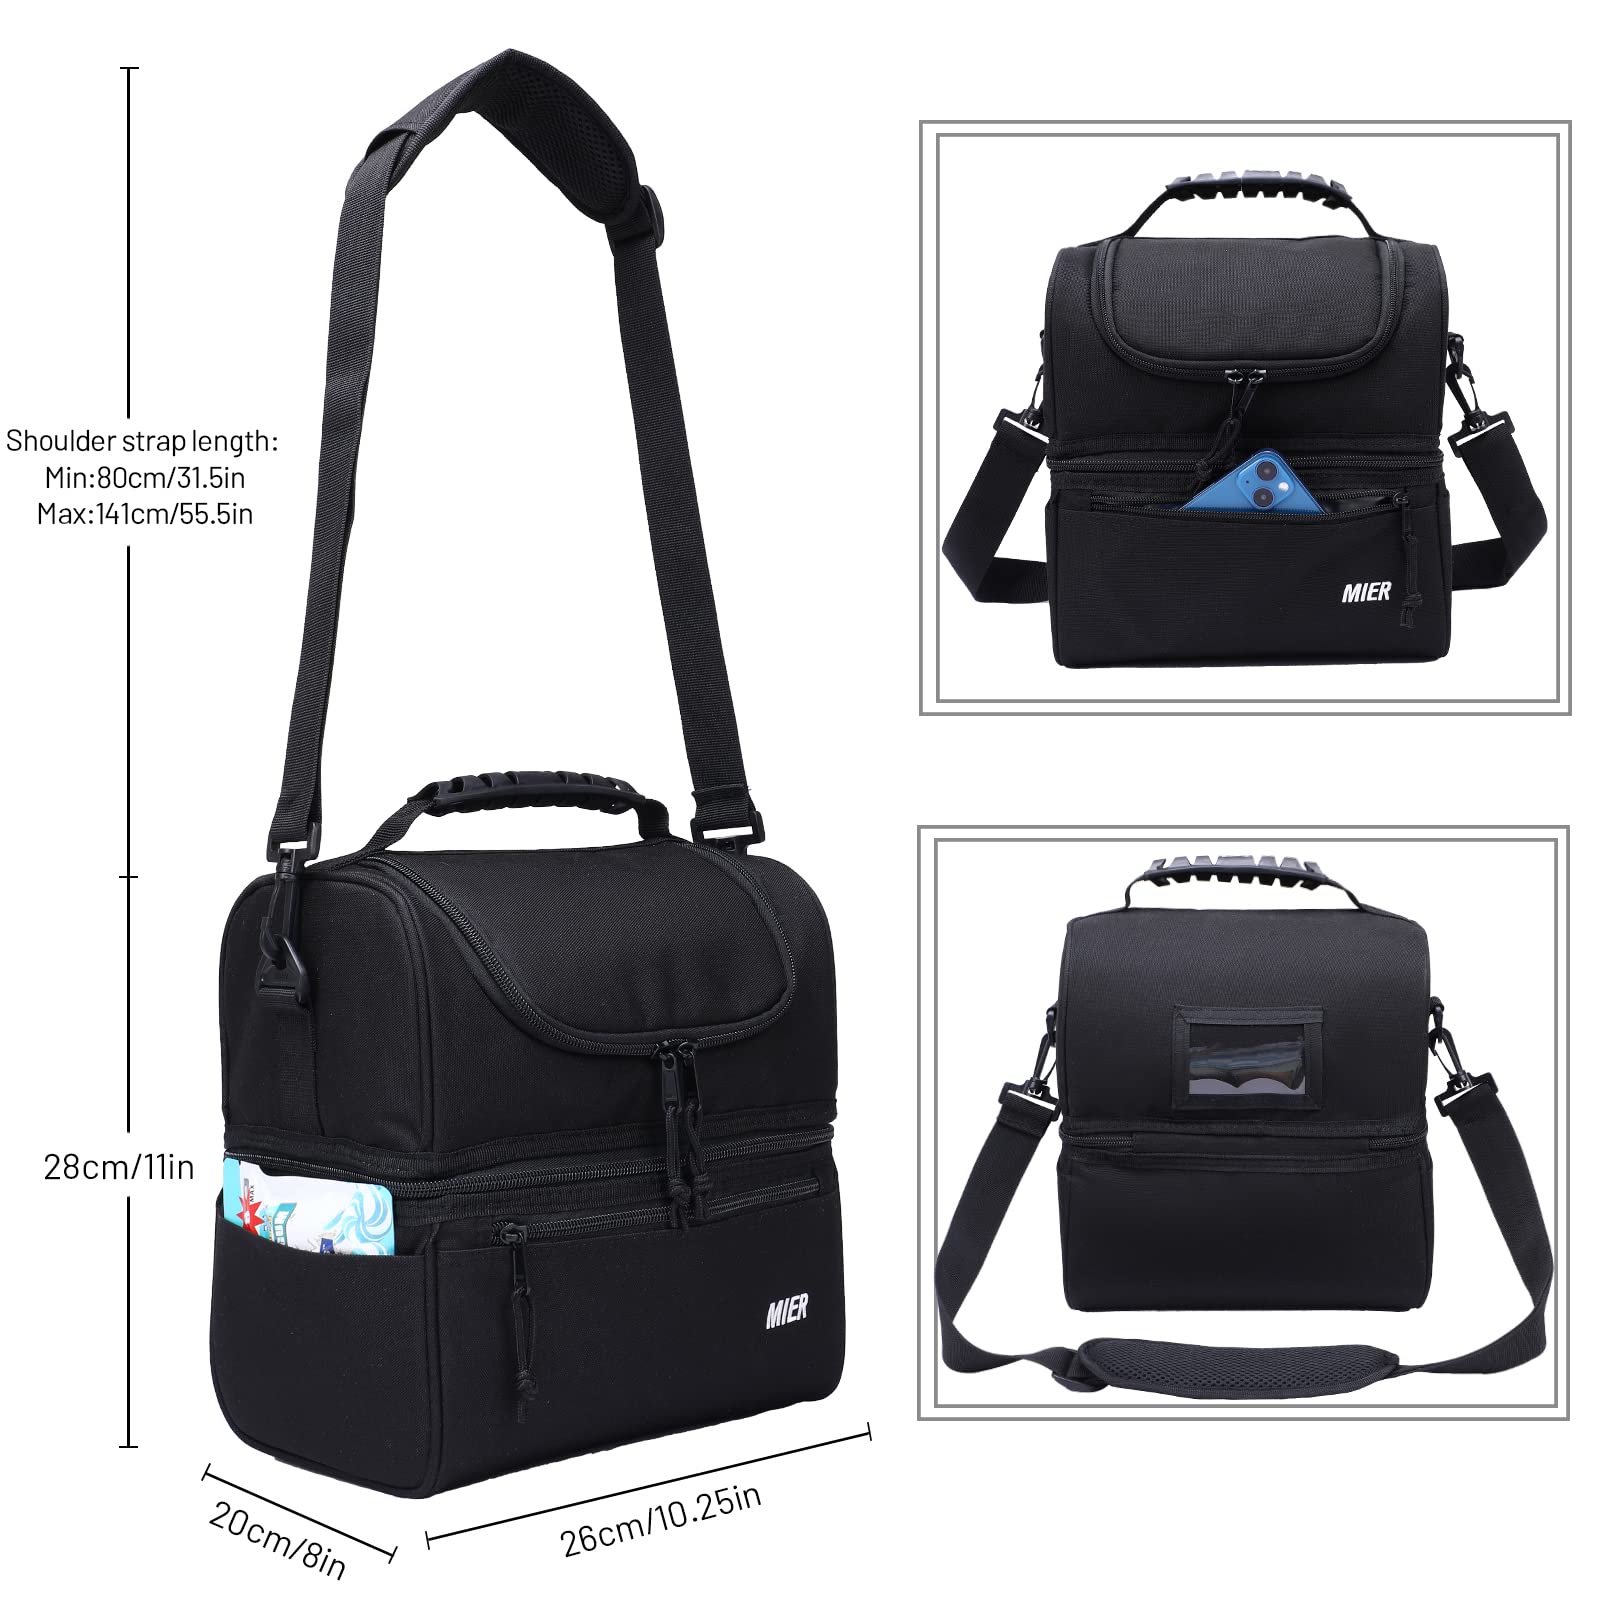 Shoulder strap length:
Min:80cm/31.5in
Max:141cm/55.5in
28cm/11in
20cm/8in
26cm/10.25in
MAX
MIER
MIER